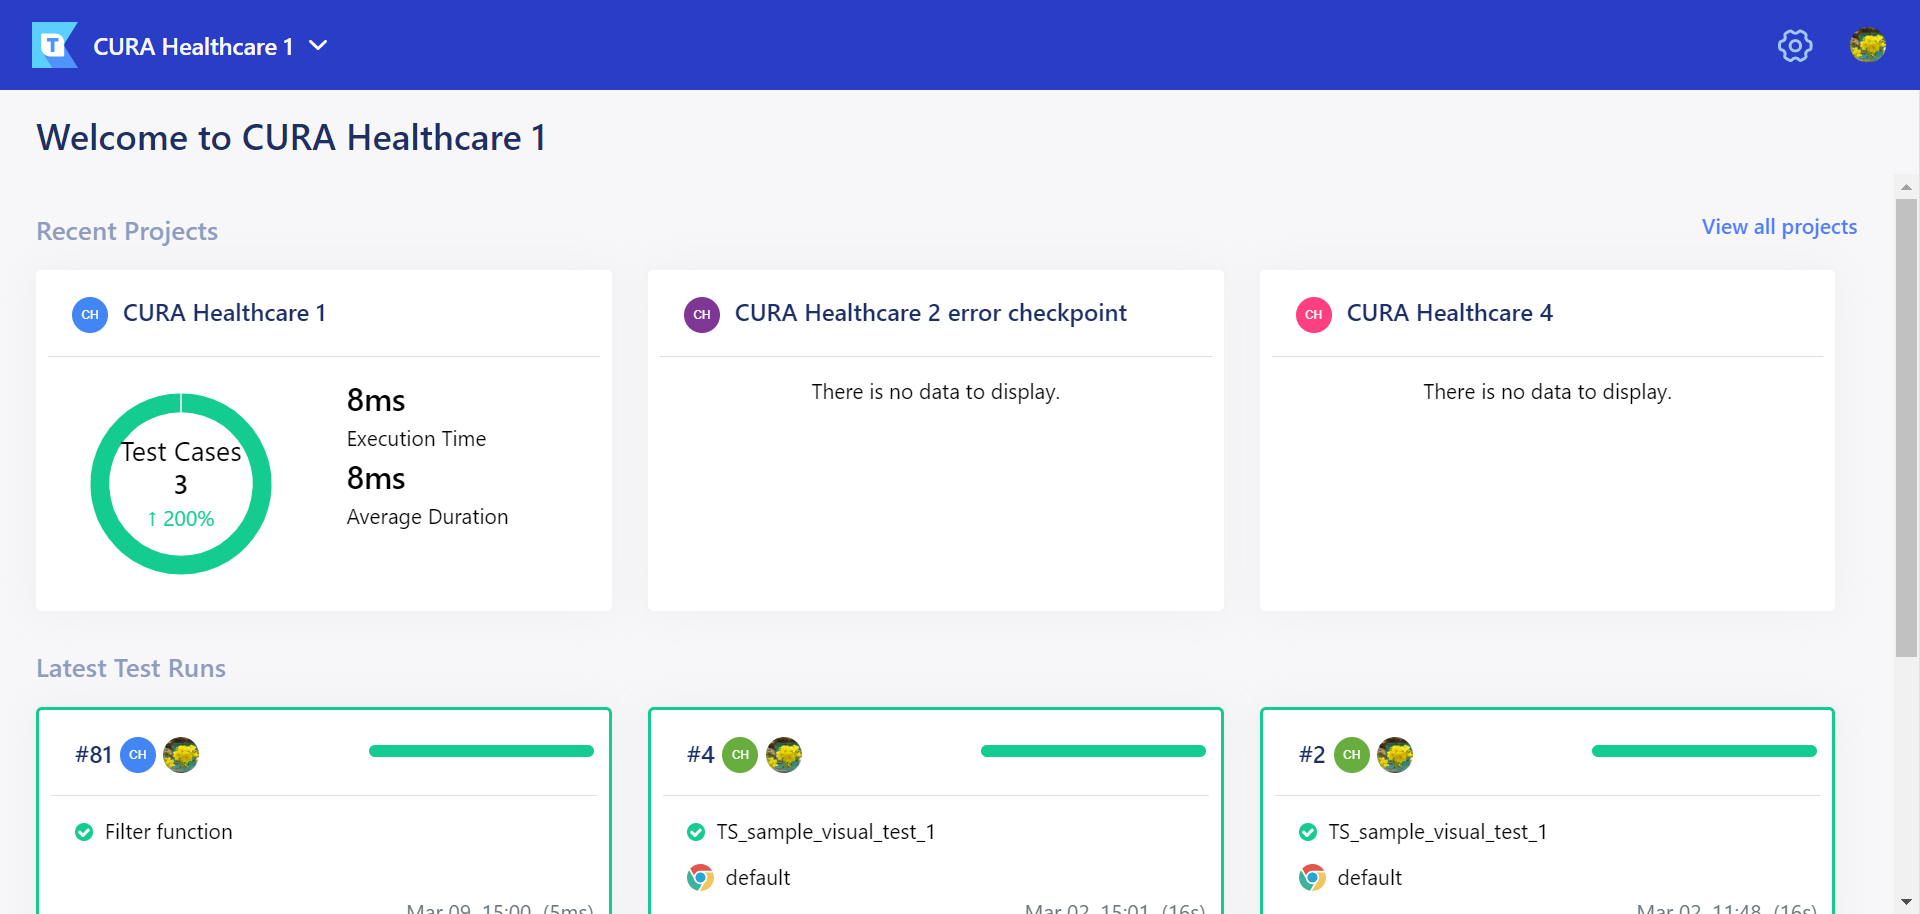 T CURA Healthcare 1
Welcome to CURA Healthcare 1
Recent Projects
View all projects
CH CURA Healthcare 1
8ms
Execution Time
8ms
Average Duration
Test Cases
3
↑ 200%
CH CURA Healthcare 2 error checkpoint
There is no data to display.
CH CURA Healthcare 4
There is no data to display.
Latest Test Runs
#81 CH
Filter function
Mar 09, 15:00 (5ms)
#4 CH
TS_sample_visual_test_1
default
Mar 02, 15:01 (16s)
#2 CH
TS_sample_visual_test_1
default
Mar 02, 11:48 (16s)